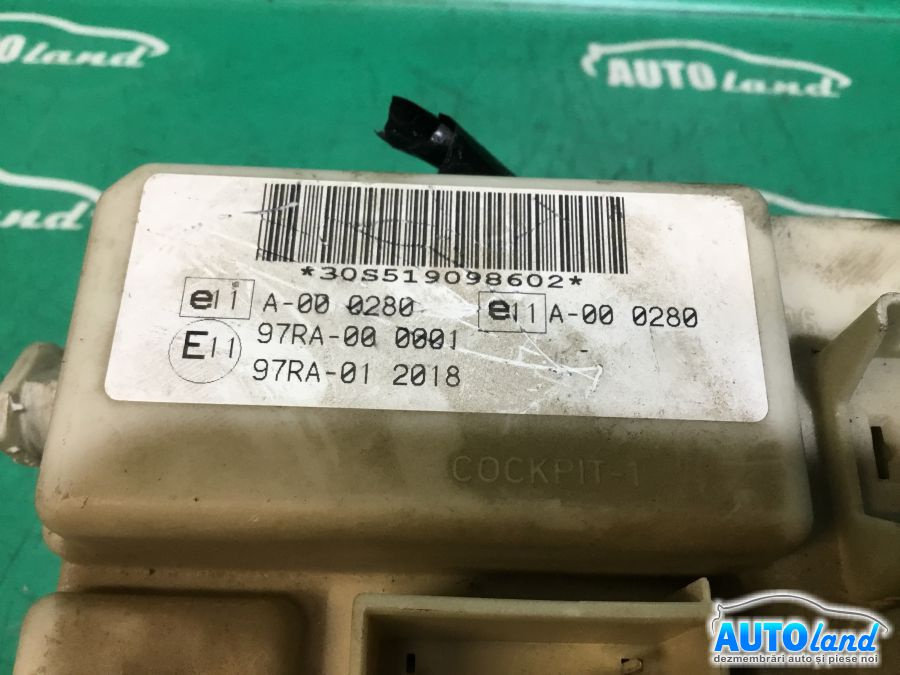 AUTOland
AUTOland
AUTOland
*30S519098602*
e11 A-00 0280 e11 A-00 0280
E11 97RA-00 0001
97RA-01 2018
COCKPIT-1
AUTOland
dezmembrări auto și piese noi